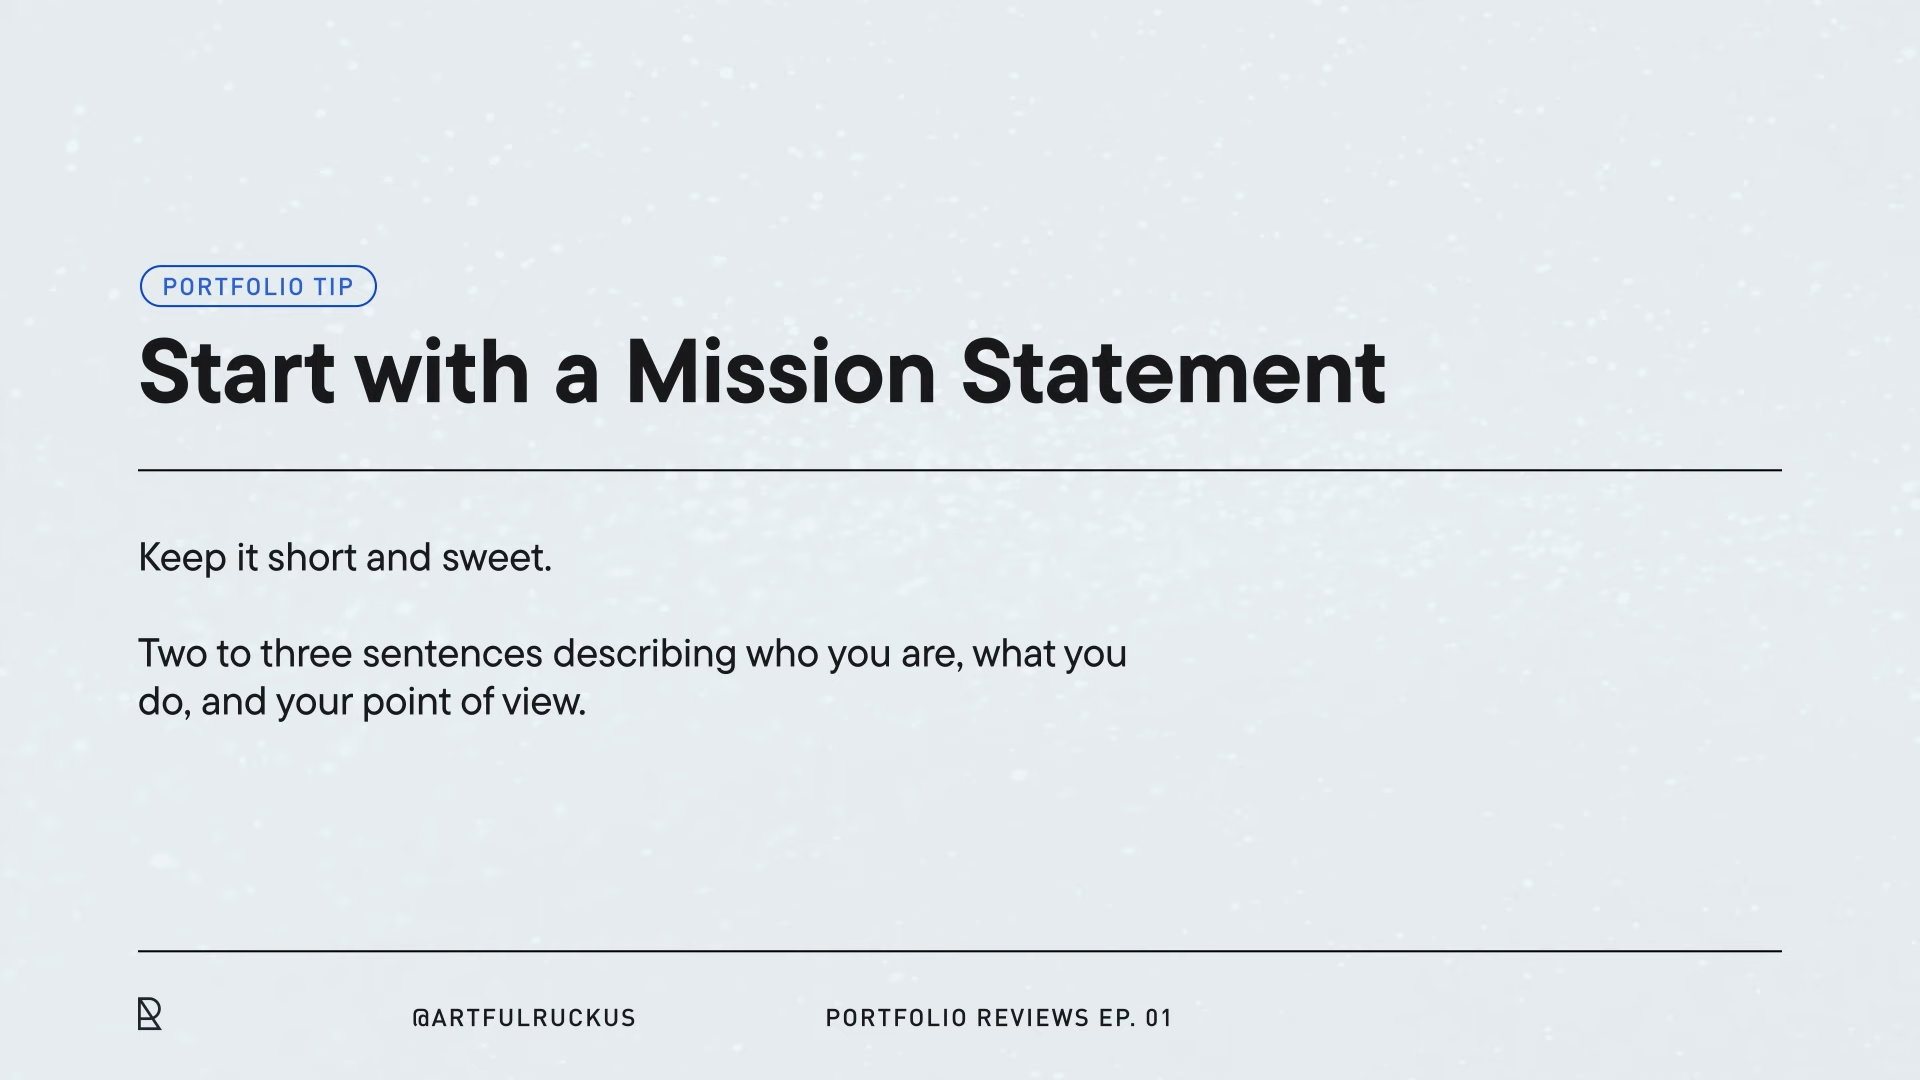 PORTFOLIO TIP
Start with a Mission Statement
Keep it short and sweet.
Two to three sentences describing who you are, what you
do, and your point of view.
@ARTFULRUCKUS
PORTFOLIO REVIEWS EP. 01